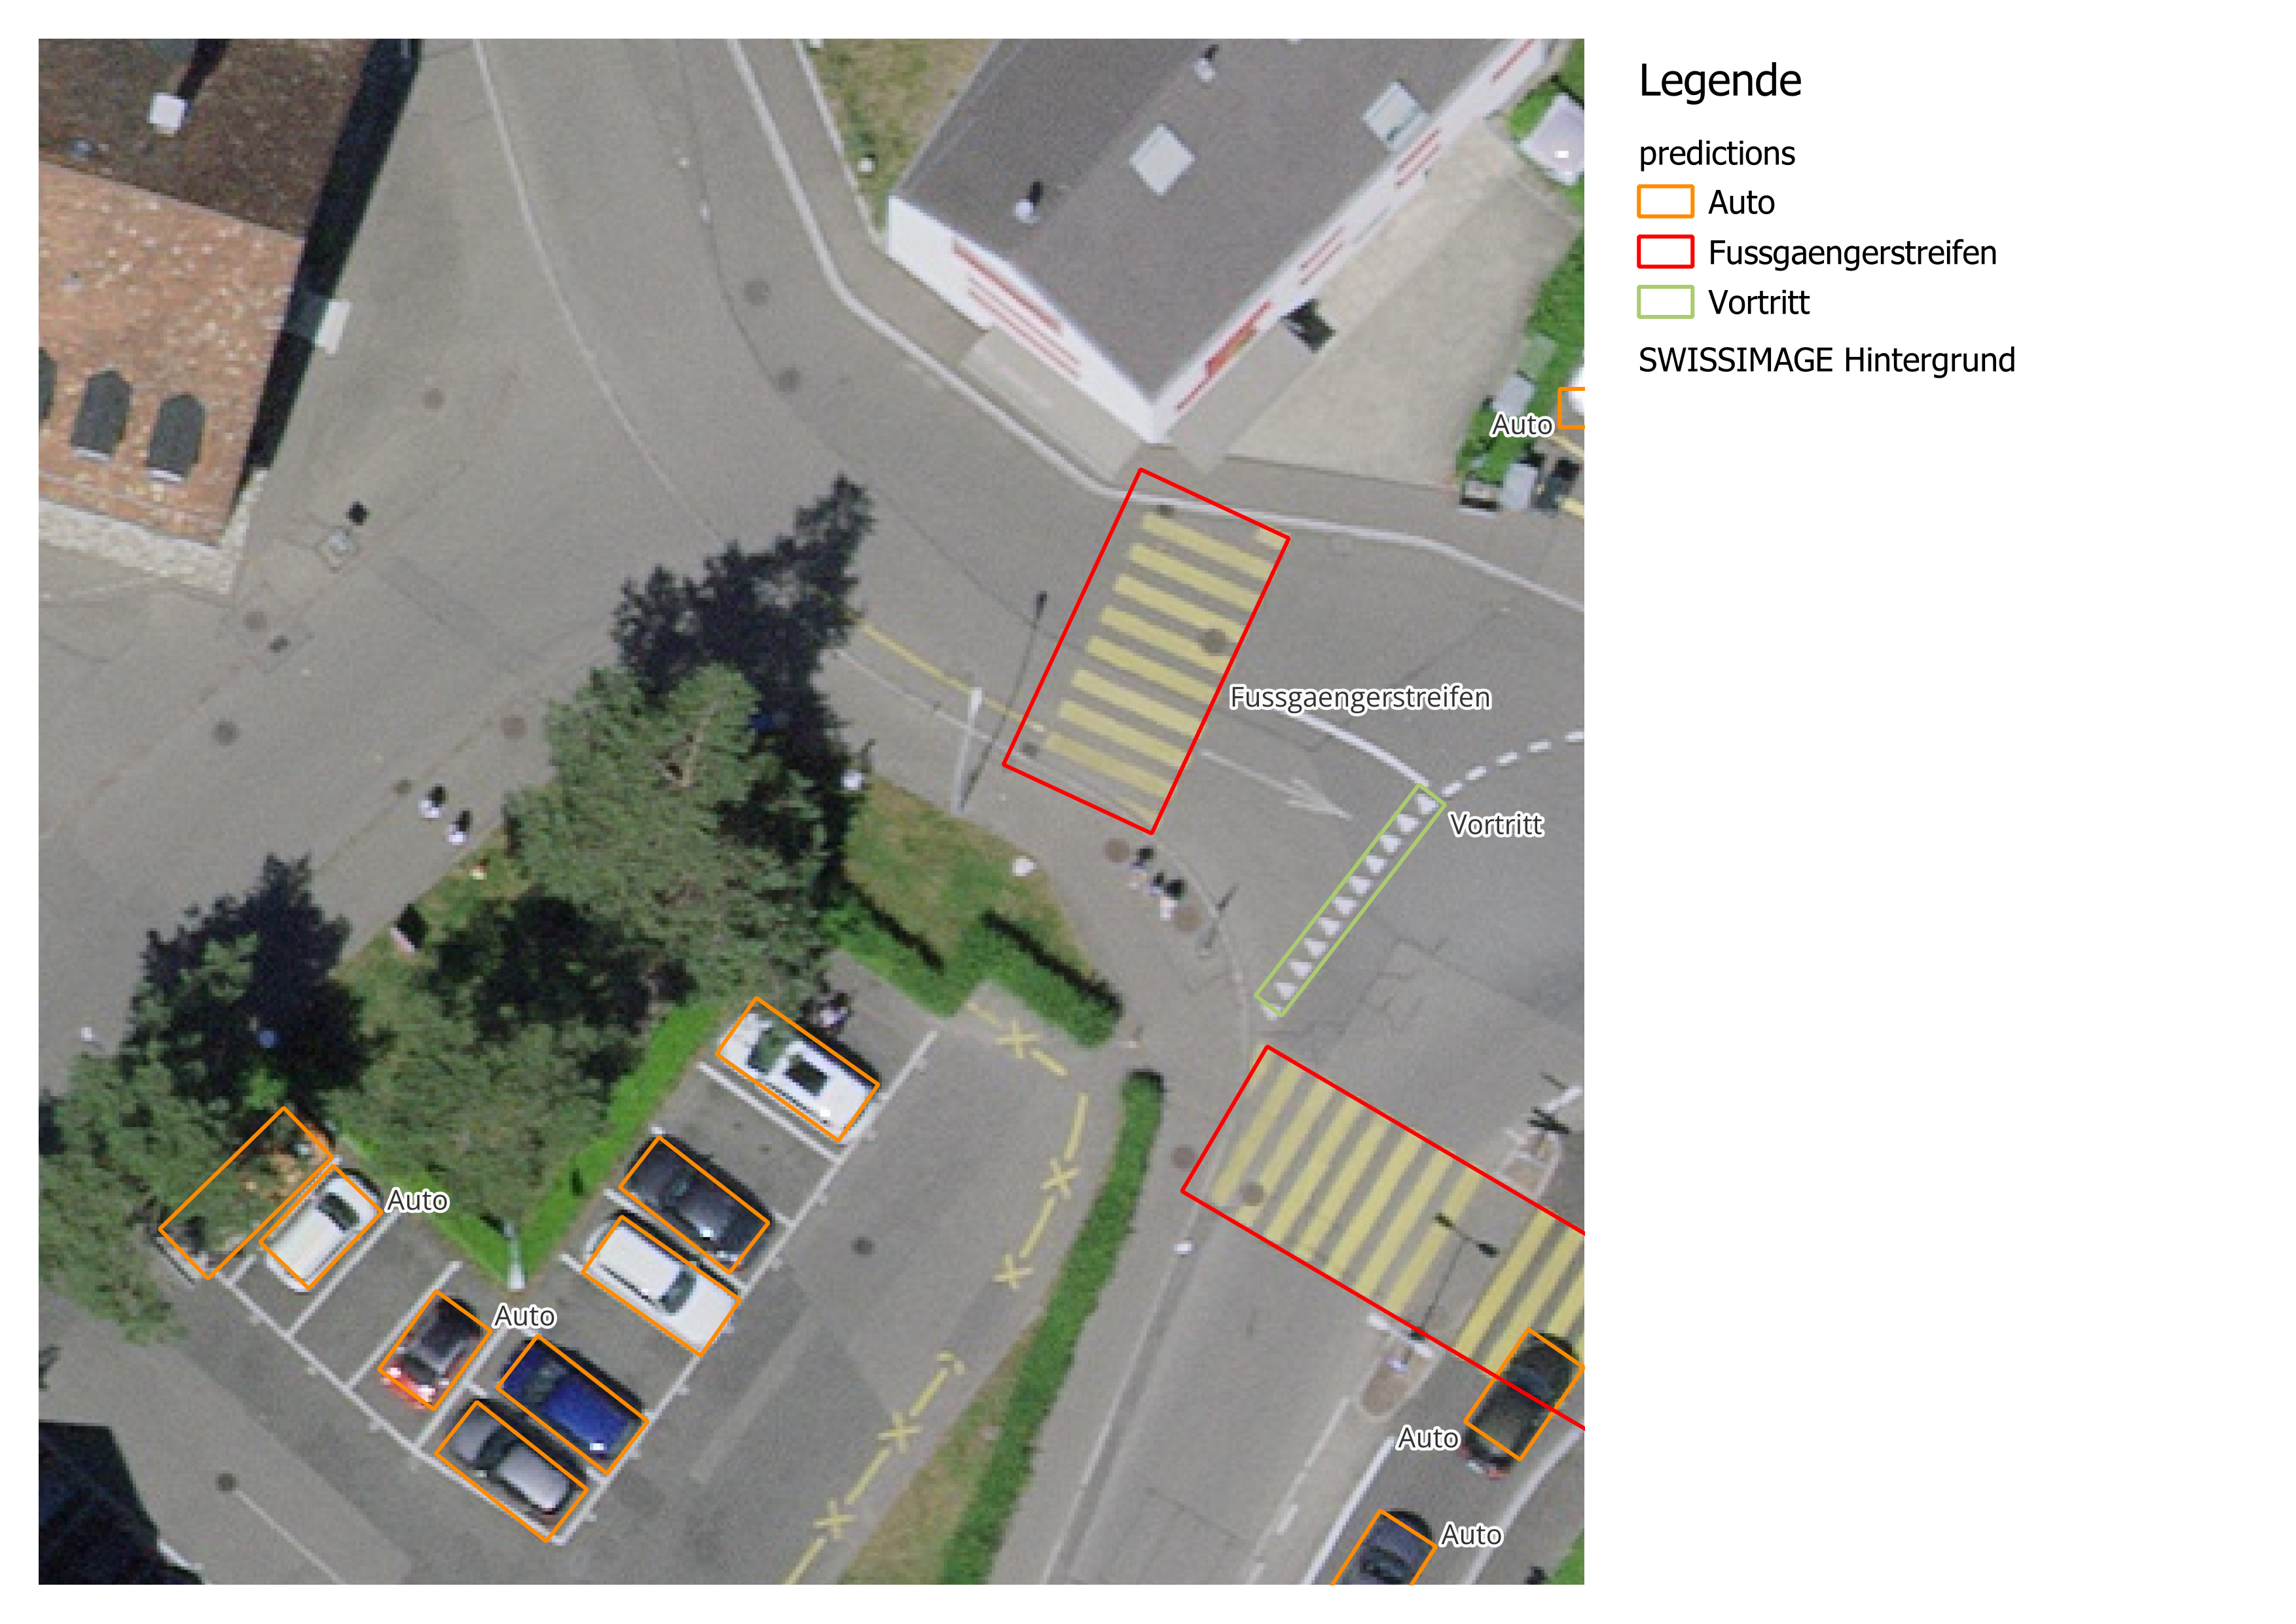 Legende
predictions
Auto
Fussgaengerstreifen
Vortritt
SWISSIMAGE Hintergrund
Auto
Fussgaengerstreifen
Vortritt
Auto
Auto
Auto
Auto